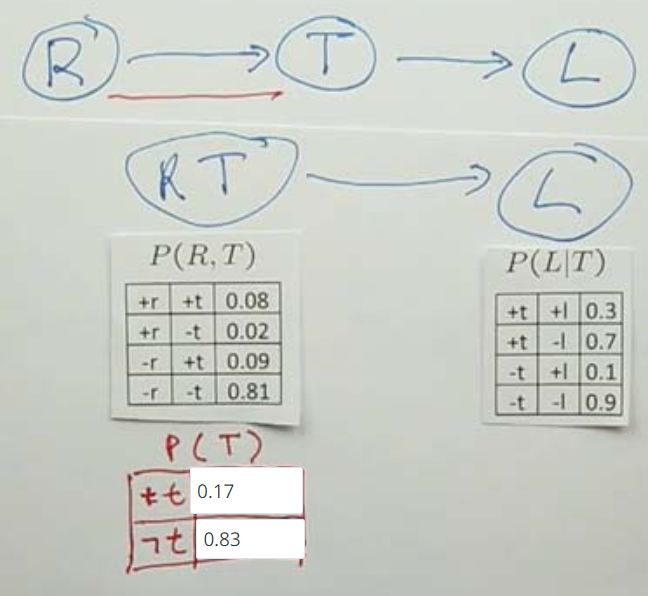 R T L
RT L
P(R, T)
+r +t 0.08
+r -t 0.02
-r +t 0.09
-r -t 0.81
P(L|T)
+t +l 0.3
+t -l 0.7
-t +l 0.1
-t -l 0.9
P(T)
+t 0.17
¬t 0.83